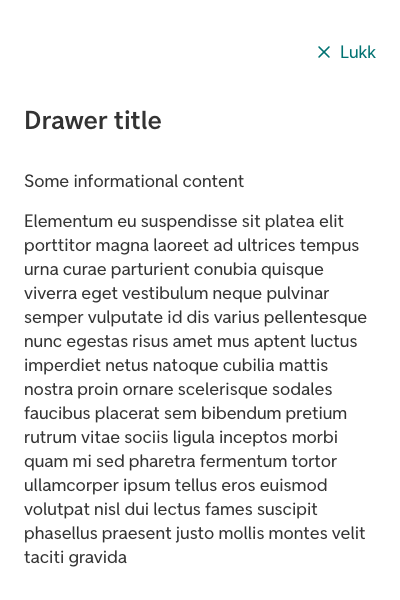 Lukk
Drawer title
Some informational content
Elementum eu suspendisse sit platea elit
porttitor magna laoreet ad ultrices tempus
urna curae parturient conubia quisque
viverra eget vestibulum neque pulvinar
semper vulputate id dis varius pellentesque
nunc egestas risus amet mus aptent luctus
imperdiet netus natoque cubilia mattis
nostra proin ornare scelerisque sodales
faucibus placerat sem bibendum pretium
rutrum vitae sociis ligula inceptos morbi
quam mi sed pharetra fermentum tortor
ullamcorper ipsum tellus eros euismod
volutpat nisl dui lectus fames suscipit
phasellus praesent justo mollis montes velit
taciti gravida